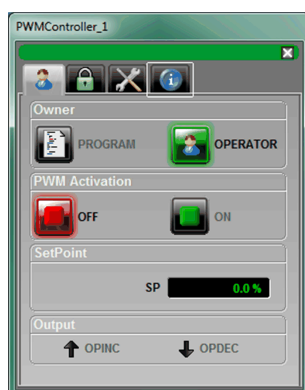 PWMController_1
Owner
PROGRAM OPERATOR
PWM Activation
OFF ON
SetPoint
SP 0.0 %
Output
OPINC OPDEC